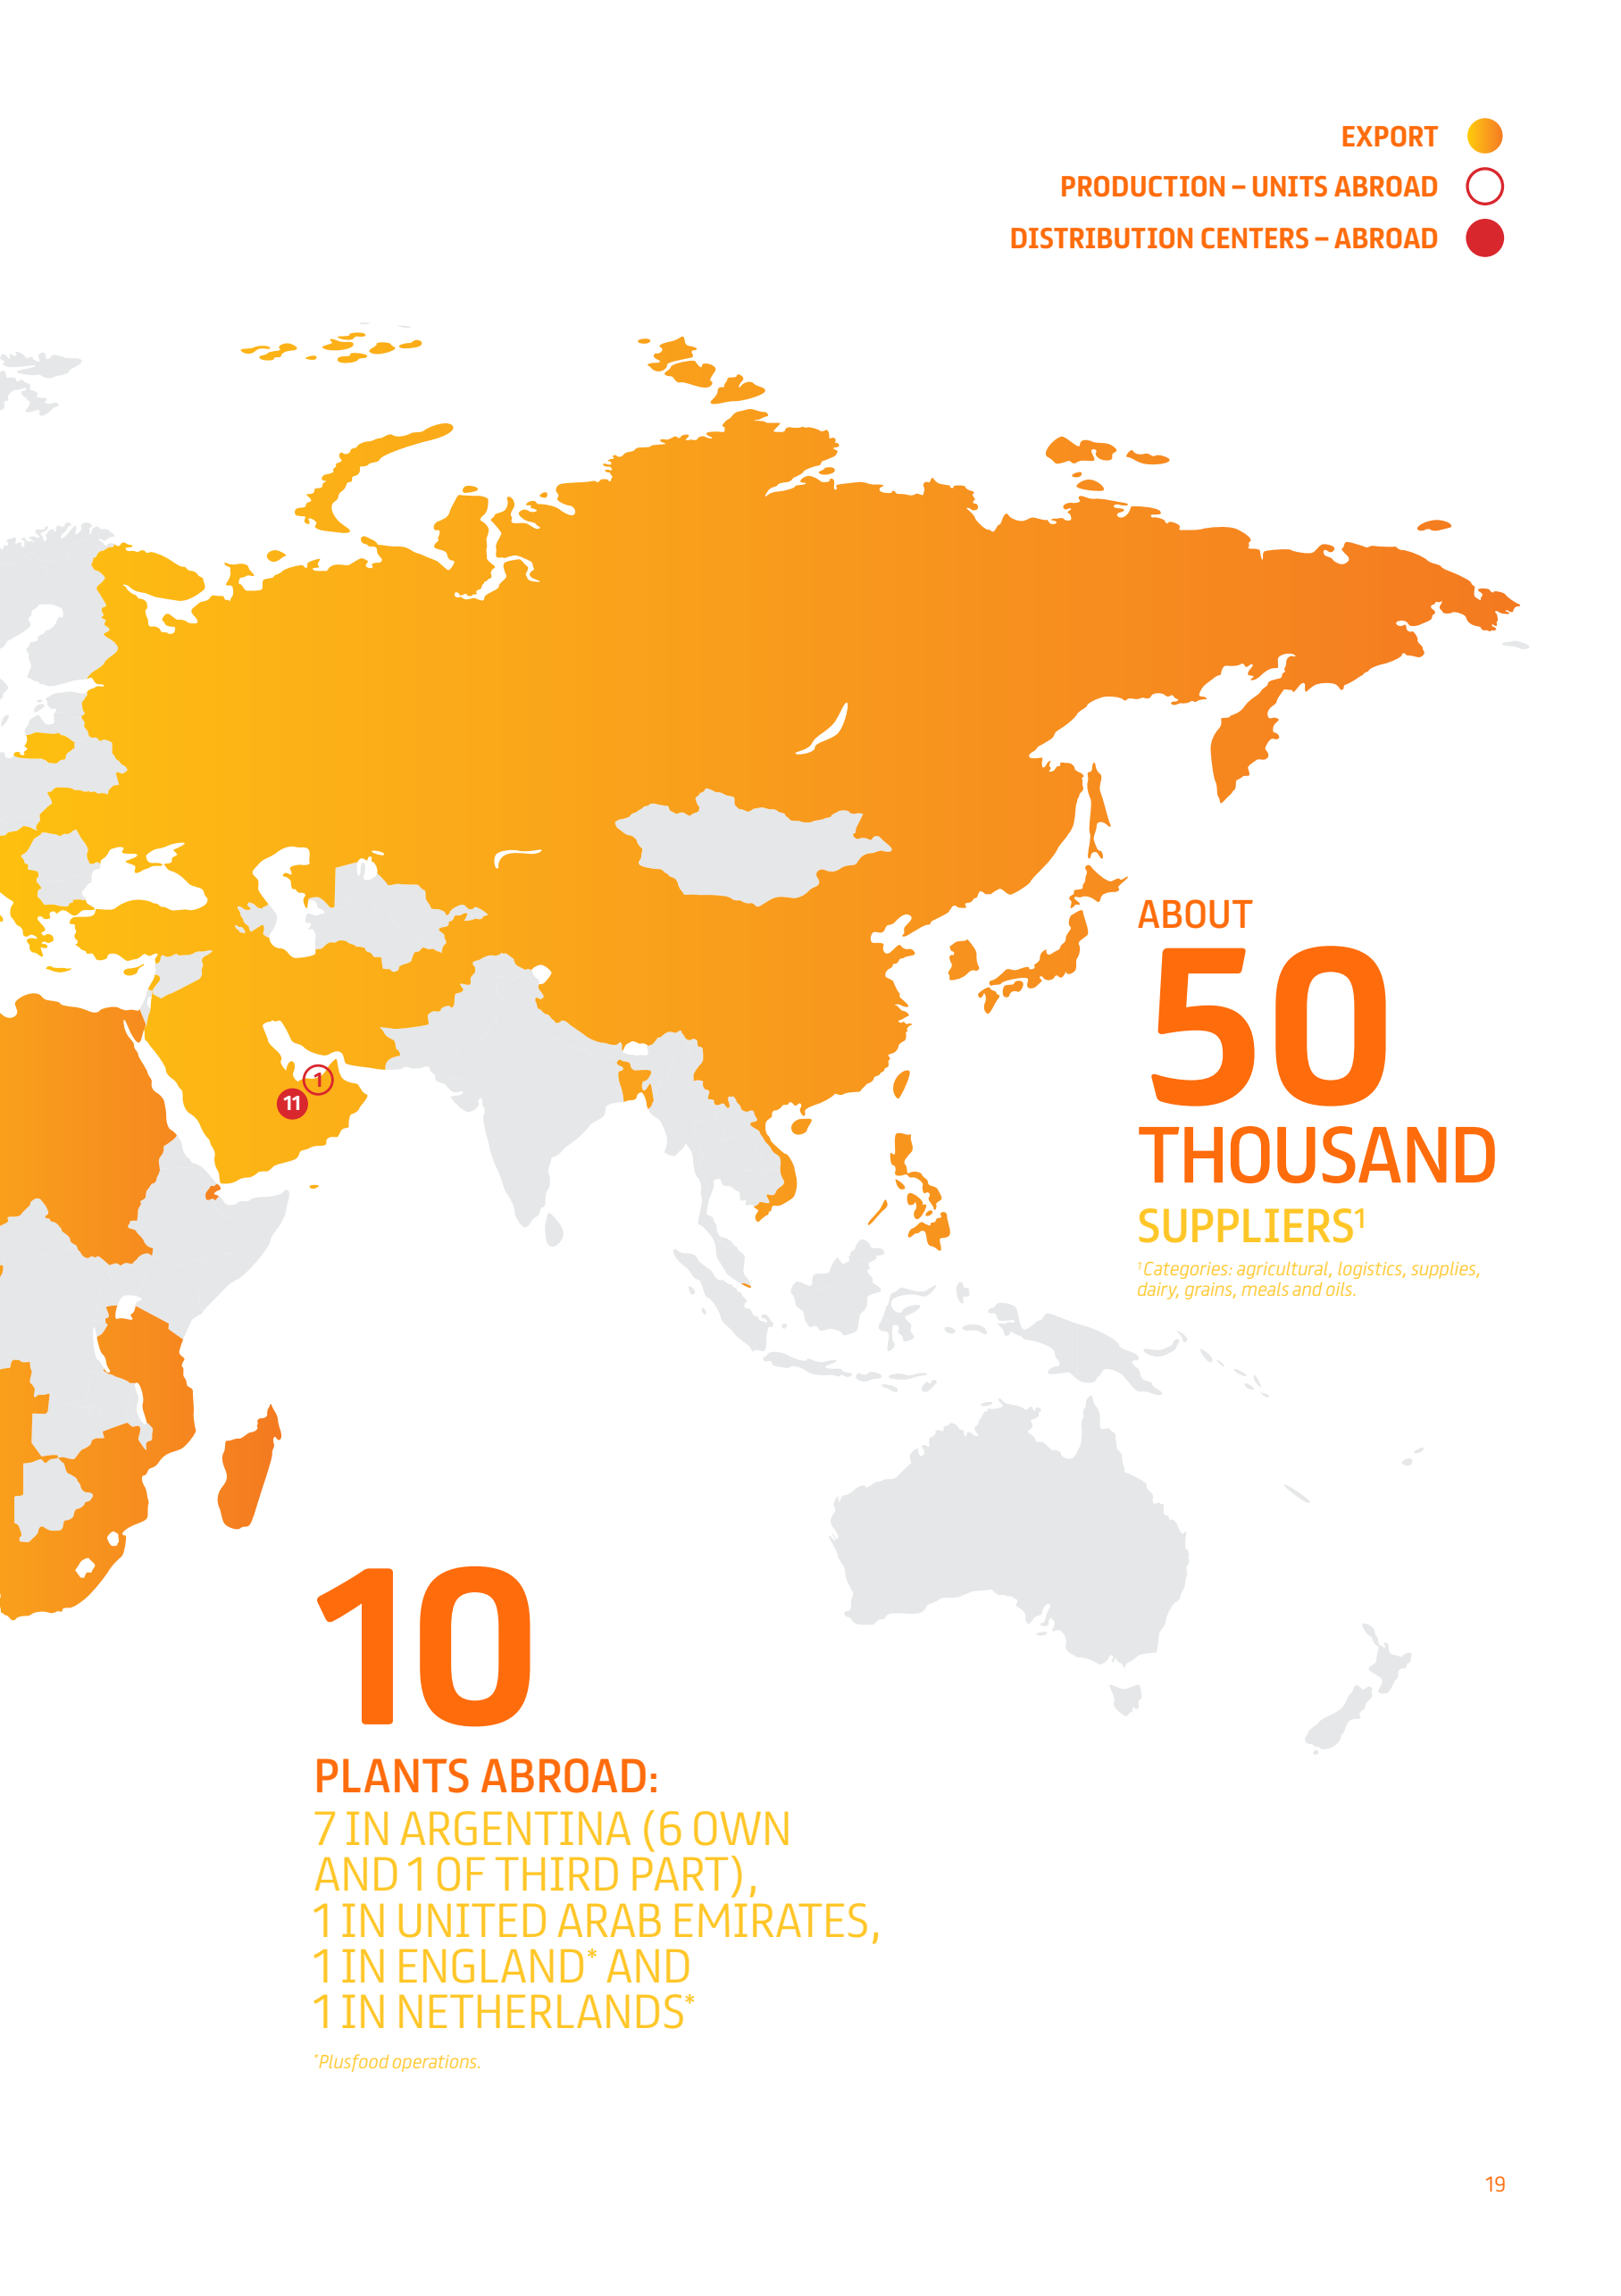 EXPORT
PRODUCTION – UNITS ABROAD
DISTRIBUTION CENTERS – ABROAD
ABOUT
50
THOUSAND
SUPPLIERS¹
¹ Categories: agricultural, logistics, supplies,
dairy, grains, meals and oils.
1
11
10
PLANTS ABROAD:
7 IN ARGENTINA (6 OWN
AND 1 OF THIRD PART),
1 IN UNITED ARAB EMIRATES,
1 IN ENGLAND* AND
1 IN NETHERLANDS*
*Plusfood operations.
19